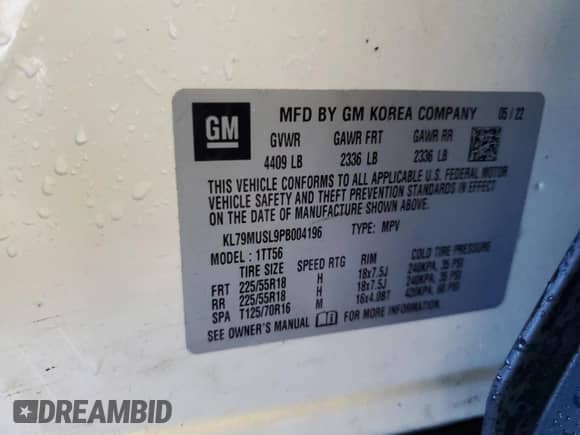 GM
MFD BY GM KOREA COMPANY 05 / 22
GVWR GAWR FRT GAWR RR
4409 LB 2336 LB 2336 LB
THIS VEHICLE CONFORMS TO ALL APPLICABLE U.S. FEDERAL MOTOR
VEHICLE SAFETY AND THEFT PREVENTION STANDARDS IN EFFECT
ON THE DATE OF MANUFACTURE SHOWN ABOVE.
KL79MUSL9PB004196 TYPE: MPV
MODEL : 1TT56
TIRE SIZE SPEED RTG RIM COLD TIRE PRESSURE
FRT 225/55R18 H 18x7.5J 240KPA, 35 PSI
RR 225/55R18 H 18x7.5J 240KPA, 35 PSI
SPA T125/70R16 M 16x4.0BT 420KPA, 60 PSI
SEE OWNER'S MANUAL FOR MORE INFORMATION.
DREAMBID